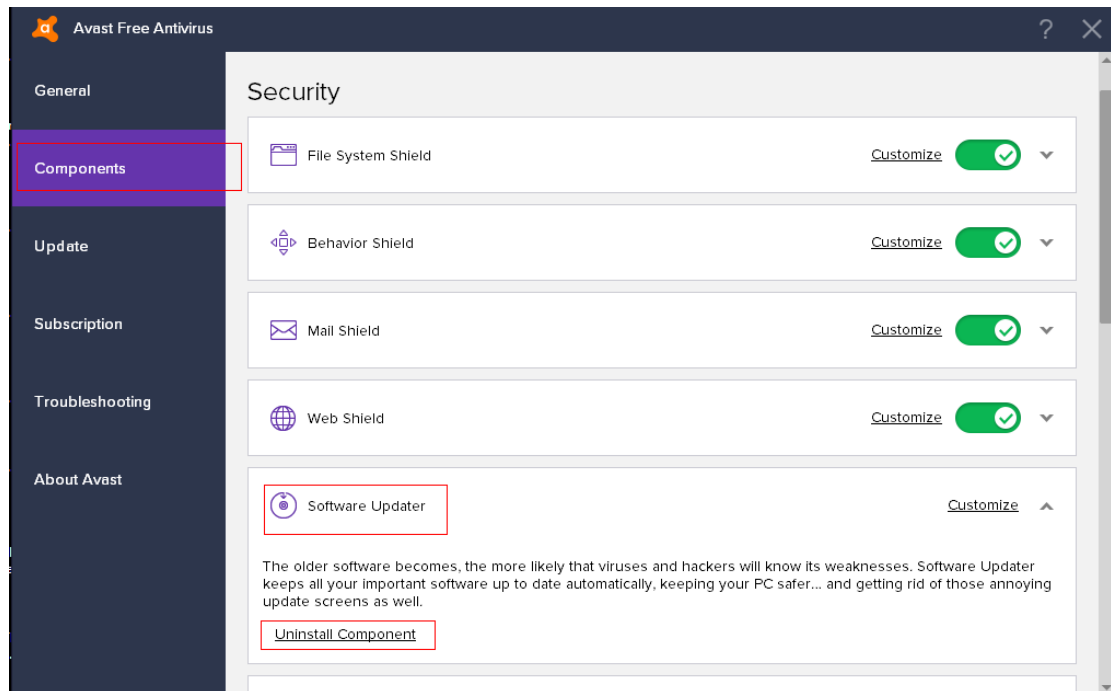 Avast Free Antivirus
?
General
Components
Update
Subscription
Troubleshooting
About Avast
Security
File System Shield
Customize
Behavior Shield
Customize
Mail Shield
Customize
Web Shield
Customize
Software Updater
Customize
The older software becomes, the more likely that viruses and hackers will know its weaknesses. Software Updater
keeps all your important software up to date automatically, keeping your PC safer... and getting rid of those annoying
update screens as well.
Uninstall Component